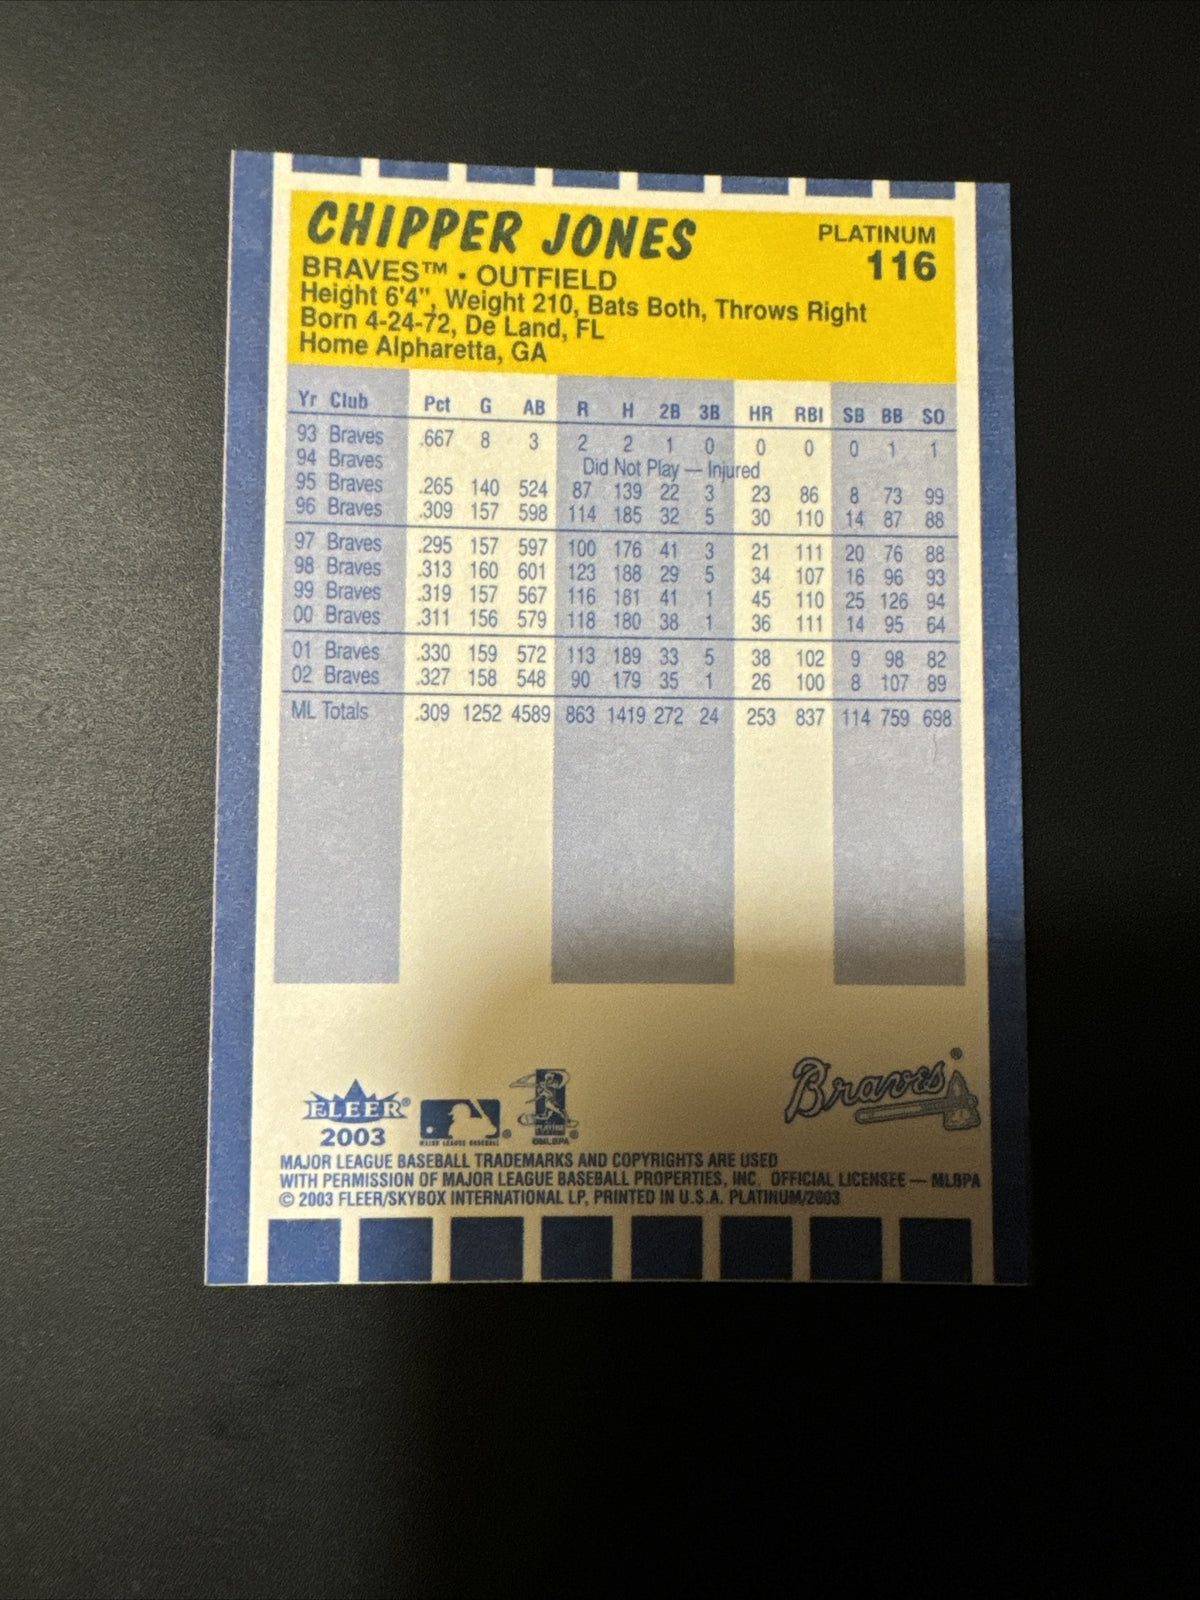 CHIPPER JONES
PLATINUM
116
BRAVES™ • OUTFIELD
Height 6'4", Weight 210, Bats Both, Throws Right
Born 4-24-72, De Land, FL
Home Alpharetta, GA
Yr Club Pct G AB R H 2B 3B HR RBI SB BB SO
93 Braves .667 8 3 2 2 1 0 0 0 0 1 1
94 Braves Did Not Play — Injured
95 Braves .265 140 524 87 139 22 3 23 86 8 73 99
96 Braves .309 157 598 114 185 32 5 30 110 14 87 88
97 Braves .295 157 597 100 176 41 3 21 111 20 76 88
98 Braves .313 160 601 123 188 29 5 34 107 16 96 93
99 Braves .319 157 567 116 181 41 1 45 110 25 126 94
00 Braves .311 156 579 118 180 38 1 36 111 14 95 64
01 Braves .330 159 572 113 189 33 5 38 102 9 98 82
02 Braves .327 158 548 90 179 35 1 26 100 8 107 89
ML Totals .309 1252 4589 863 1419 272 24 253 837 114 759 698
Braves®
FLEER®
2003
MAJOR LEAGUE BASEBALL
®
®
©MLBPA
MAJOR LEAGUE BASEBALL TRADEMARKS AND COPYRIGHTS ARE USED
WITH PERMISSION OF MAJOR LEAGUE BASEBALL PROPERTIES, INC. OFFICIAL LICENSEE — MLBPA
© 2003 FLEER/SKYBOX INTERNATIONAL LP, PRINTED IN U.S.A. PLATINUM/2003